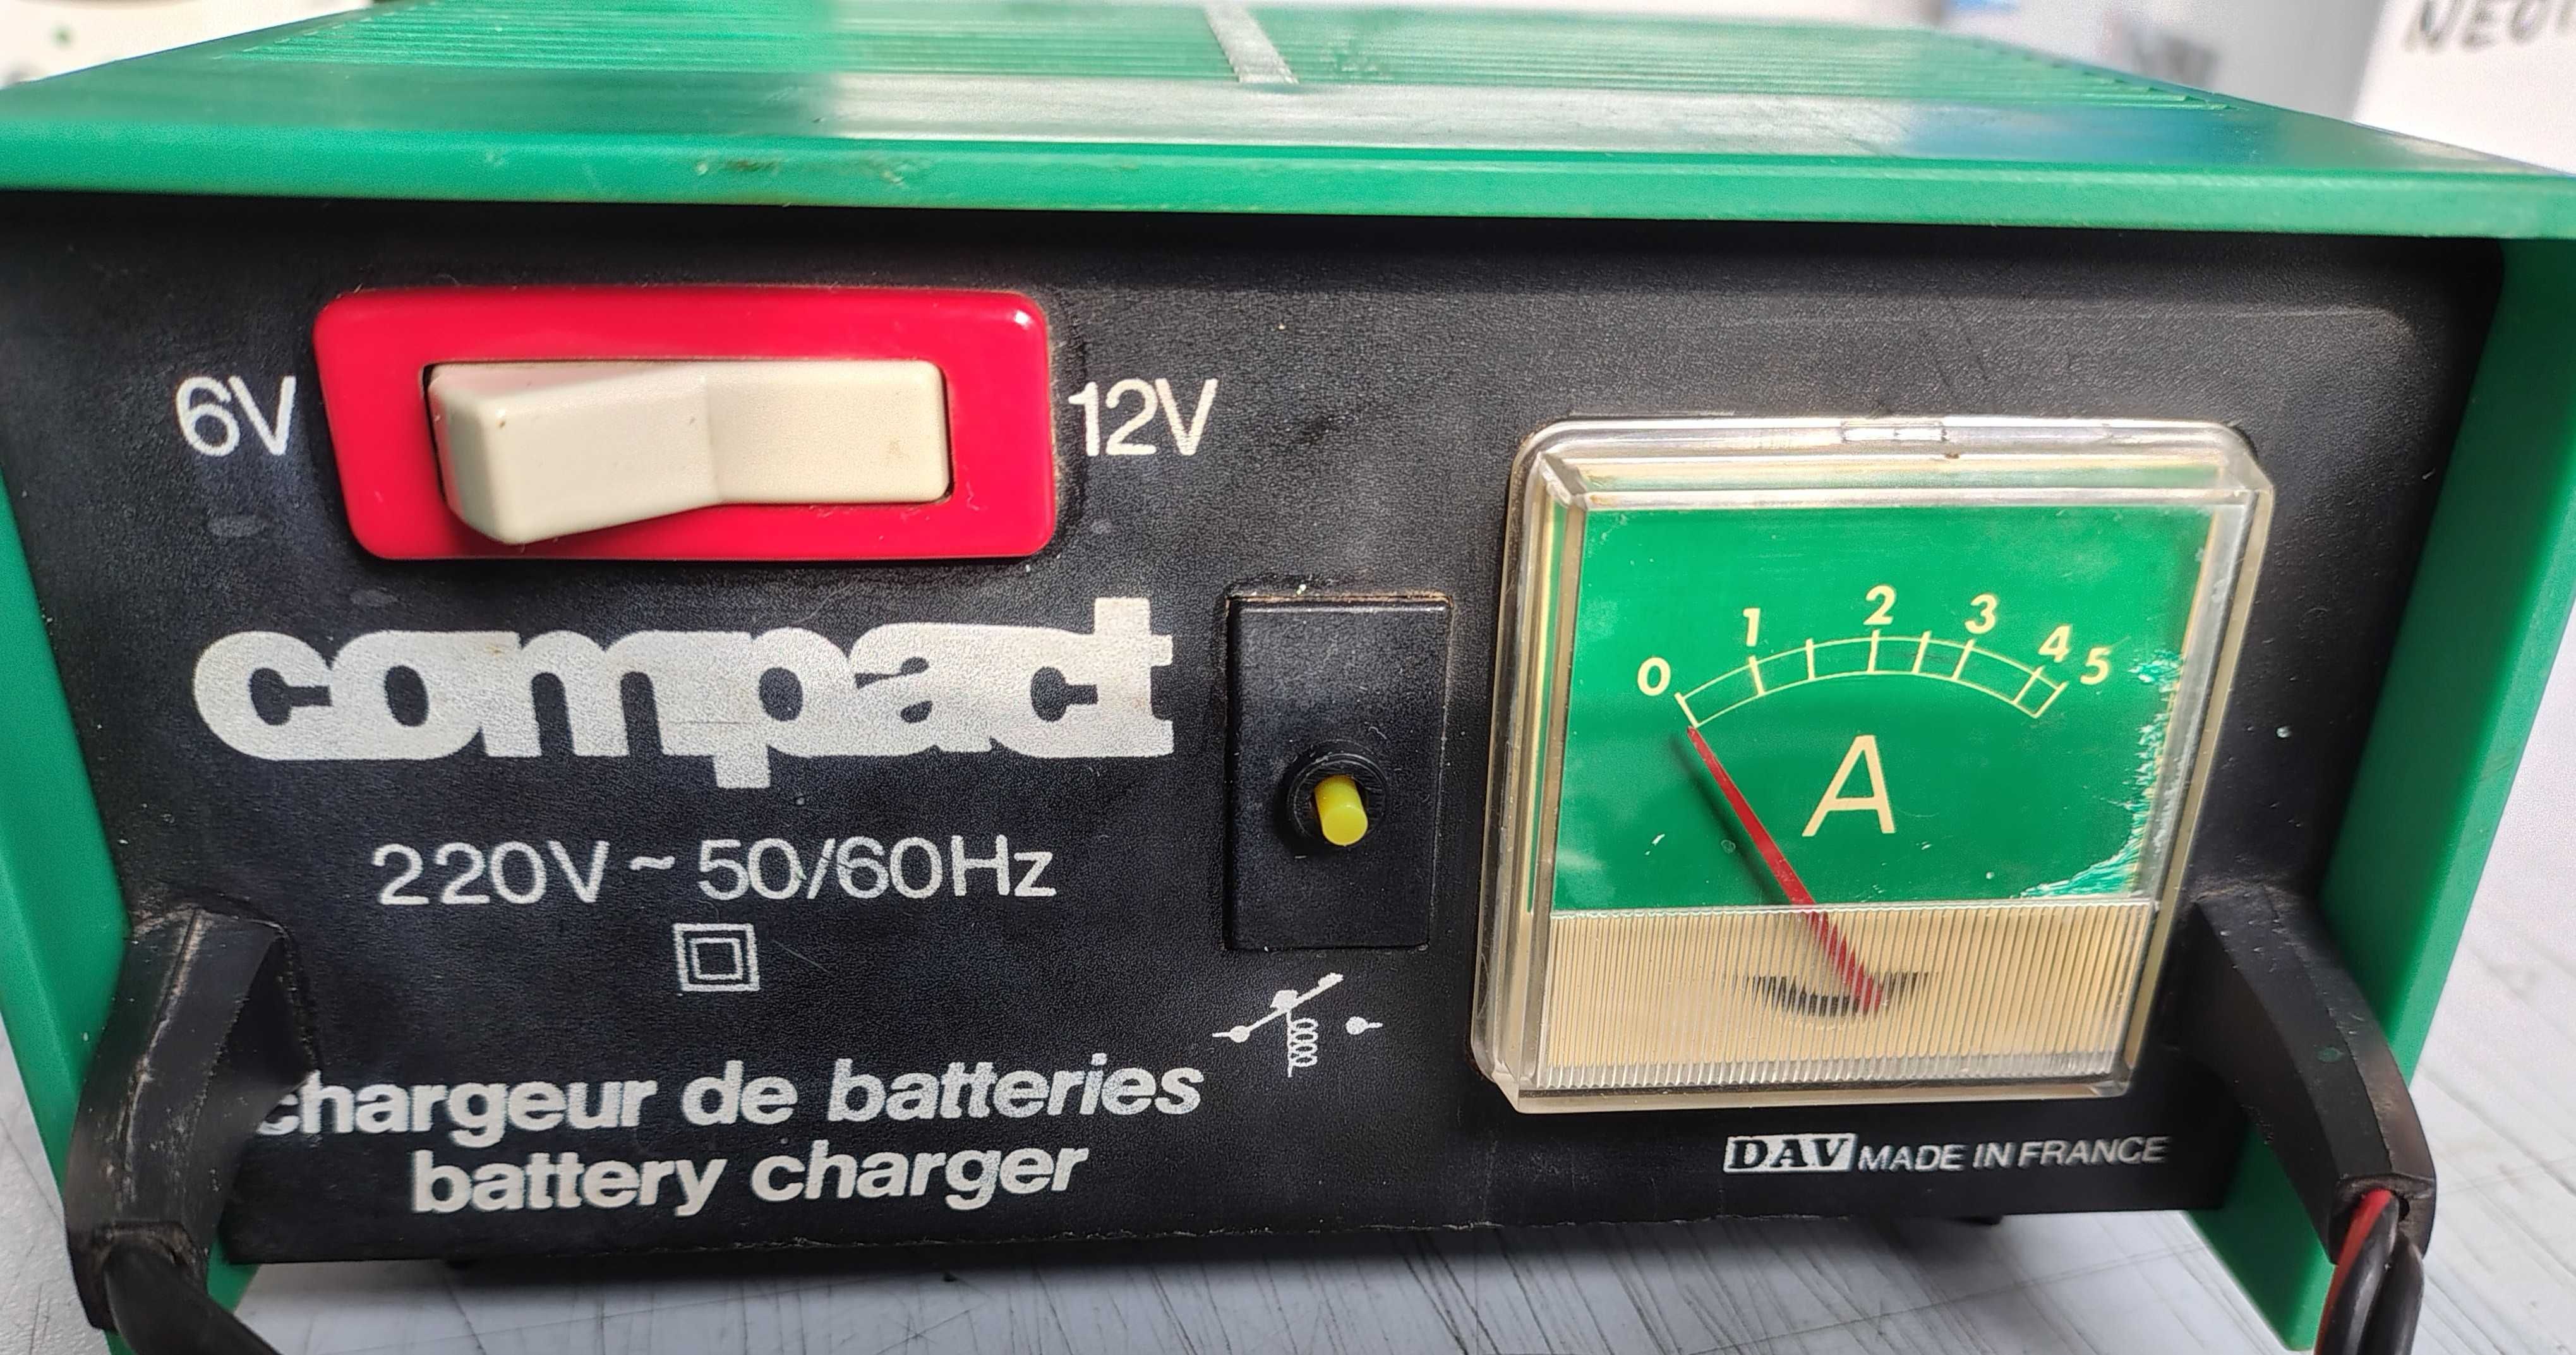 NEO
6V 12V
compact
220V ~ 50/60Hz
chargeur de batteries
battery charger
0 1 2 3 4 5
A
DAV MADE IN FRANCE